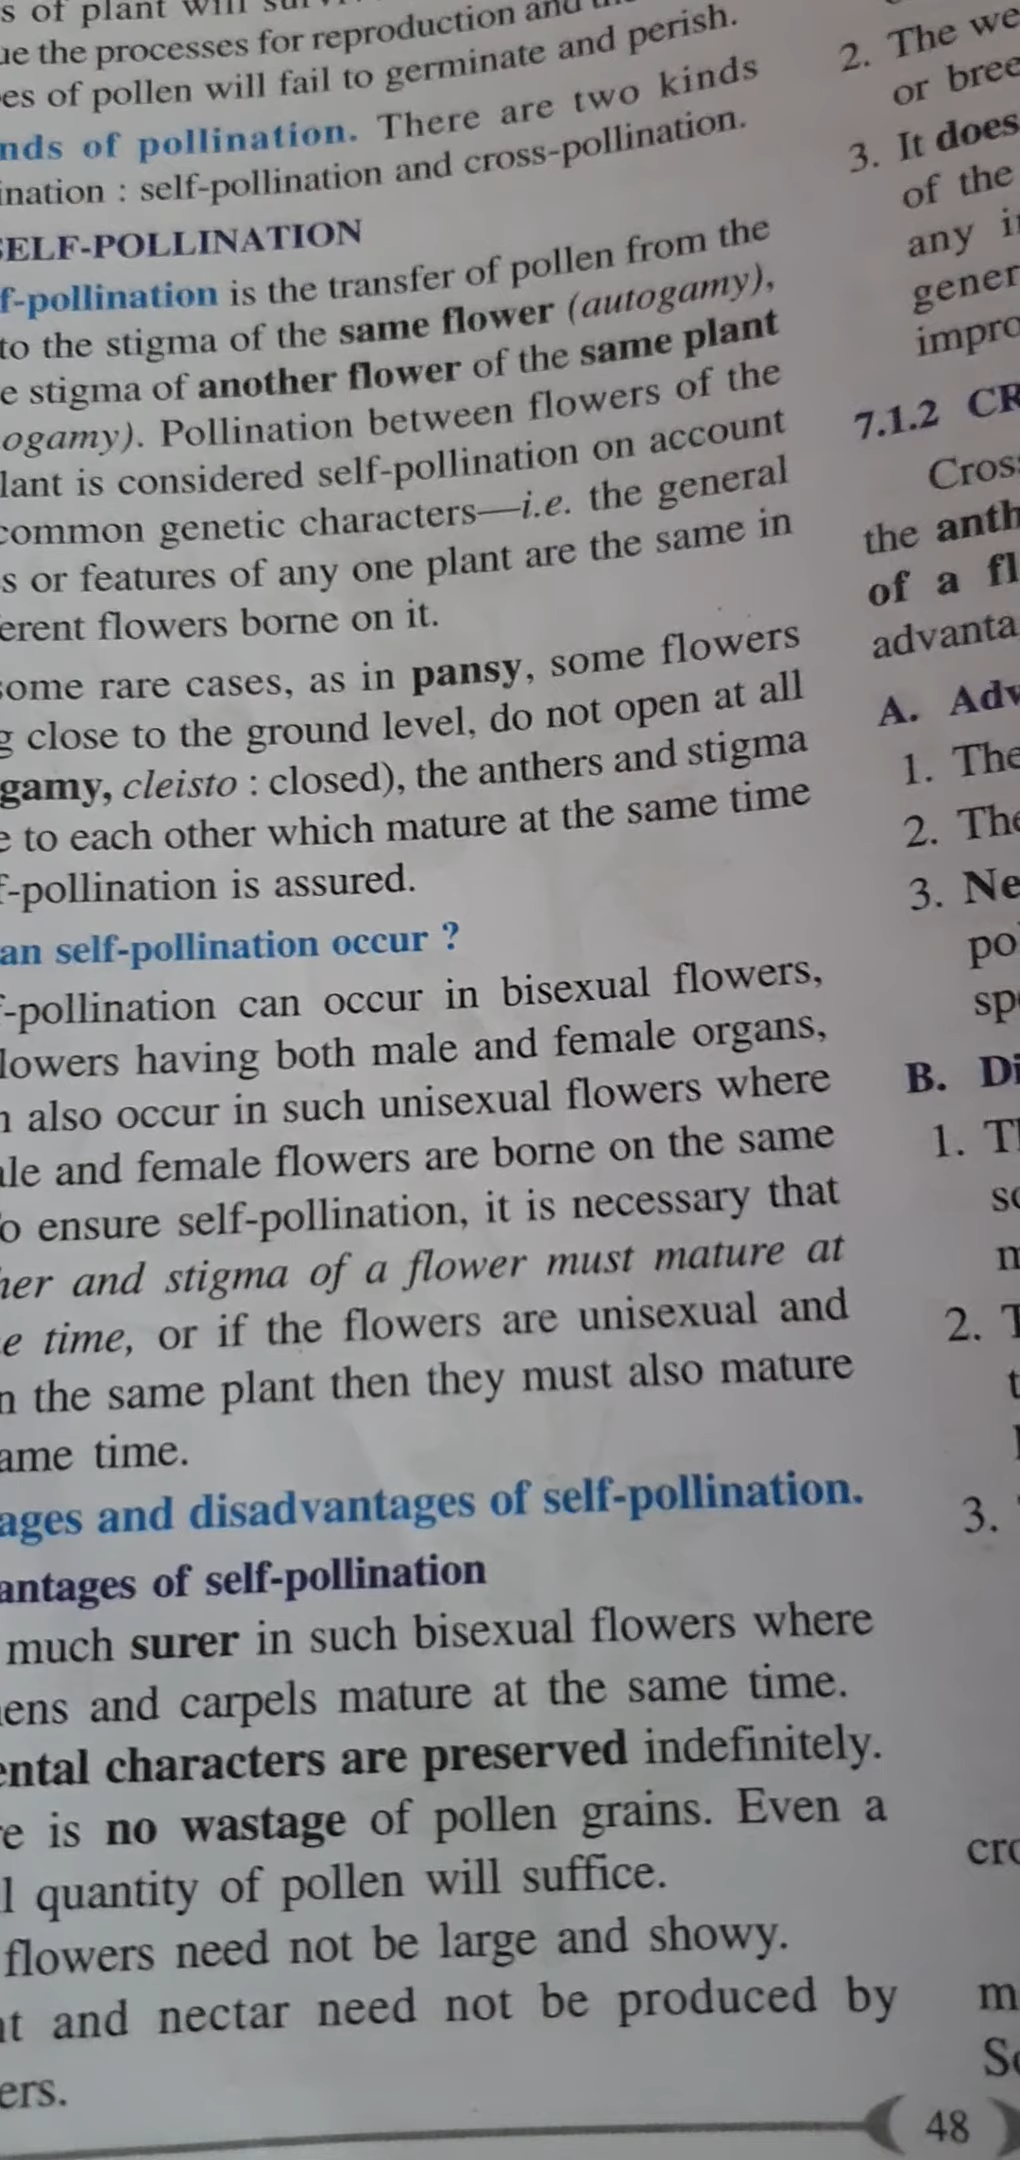 s of plant will
ue the processes for reproduction and
es of pollen will fail to germinate and perish.
nds of pollination. There are two kinds
ination : self-pollination and cross-pollination.
SELF-POLLINATION
f-pollination is the transfer of pollen from the
to the stigma of the same flower (autogamy),
e stigma of another flower of the same plant
ogamy). Pollination between flowers of the
lant is considered self-pollination on account
common genetic characters—i.e. the general
s or features of any one plant are the same in
erent flowers borne on it.
some rare cases, as in pansy, some flowers
g close to the ground level, do not open at all
gamy, cleisto : closed), the anthers and stigma
e to each other which mature at the same time
f-pollination is assured.
an self-pollination occur ?
f-pollination can occur in bisexual flowers,
lowers having both male and female organs,
n also occur in such unisexual flowers where
ale and female flowers are borne on the same
o ensure self-pollination, it is necessary that
her and stigma of a flower must mature at
e time, or if the flowers are unisexual and
n the same plant then they must also mature
ame time.
ages and disadvantages of self-pollination.
antages of self-pollination
much surer in such bisexual flowers where
ens and carpels mature at the same time.
ental characters are preserved indefinitely.
e is no wastage of pollen grains. Even a
l quantity of pollen will suffice.
flowers need not be large and showy.
nt and nectar need not be produced by
ers.
2. The we
or bree
3. It does
of the
any i
gener
impro
7.1.2 CR
Cross
the anth
of a fl
advanta
A. Adv
1. The
2. The
3. Ne
pol
spe
B. Di
1. Th
so
m
2. T
t
3.
cro
m
So
48